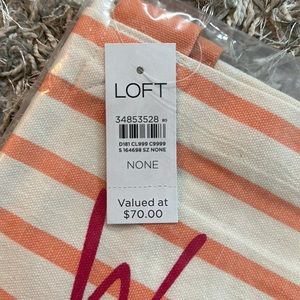 LOFT
34853528
D181 CL999 C9999
S 164698 SZ NONE
NONE
Valued at
$70.00